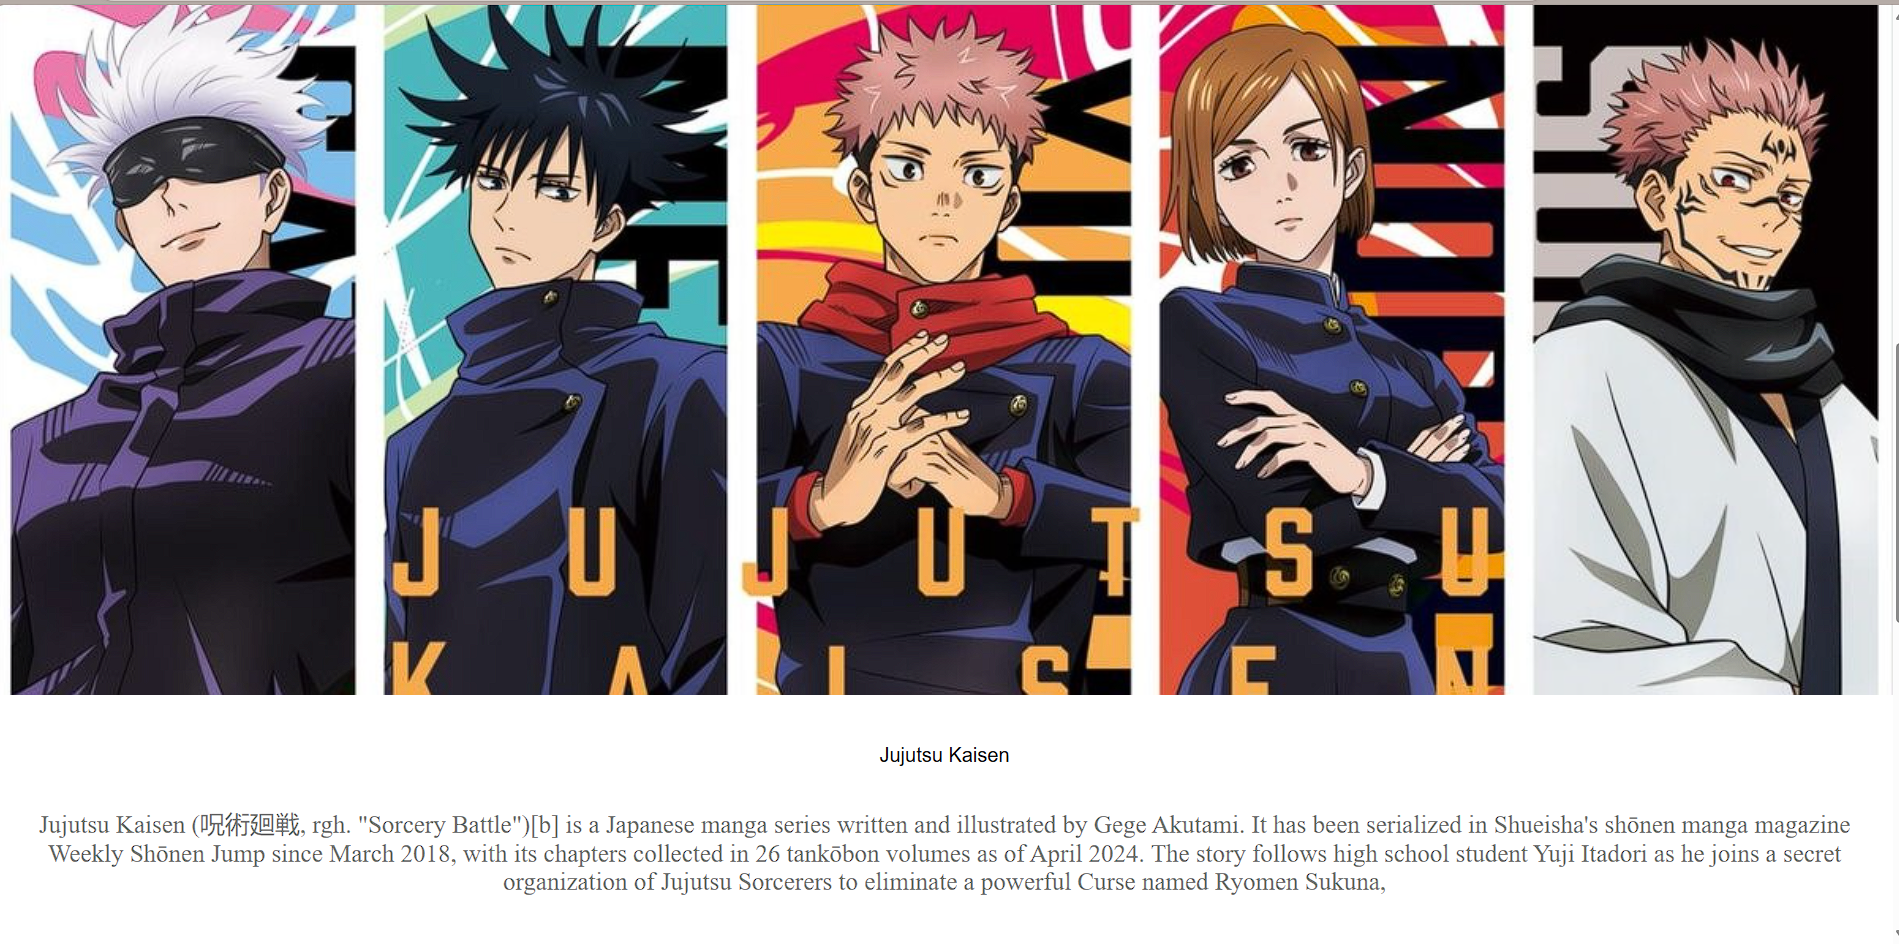 J U J U T S U
K A I S E N
Jujutsu Kaisen
Jujutsu Kaisen (呪術廻戦, rgh. "Sorcery Battle")[b] is a Japanese manga series written and illustrated by Gege Akutami. It has been serialized in Shueisha's shōnen manga magazine
Weekly Shōnen Jump since March 2018, with its chapters collected in 26 tankōbon volumes as of April 2024. The story follows high school student Yuji Itadori as he joins a secret
organization of Jujutsu Sorcerers to eliminate a powerful Curse named Ryomen Sukuna,